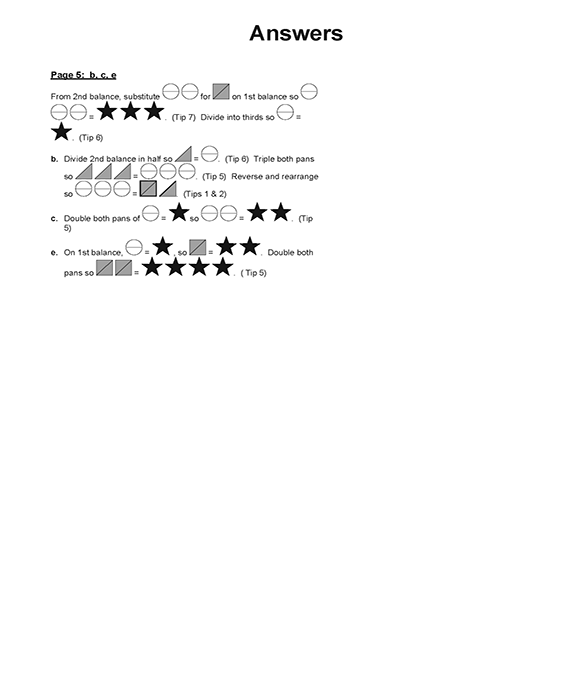 Answers
Page 5: b, c, e
From 2nd balance, substitute for on 1st balance so
= . (Tip 7) Divide into thirds so =
. (Tip 6)
b. Divide 2nd balance in half so = . (Tip 6) Triple both pans
so = . (Tip 5) Reverse and rearrange
so = (Tips 1 & 2)
c. Double both pans of = so = . (Tip
5)
e. On 1st balance, = , so = . Double both
pans so = . ( Tip 5)